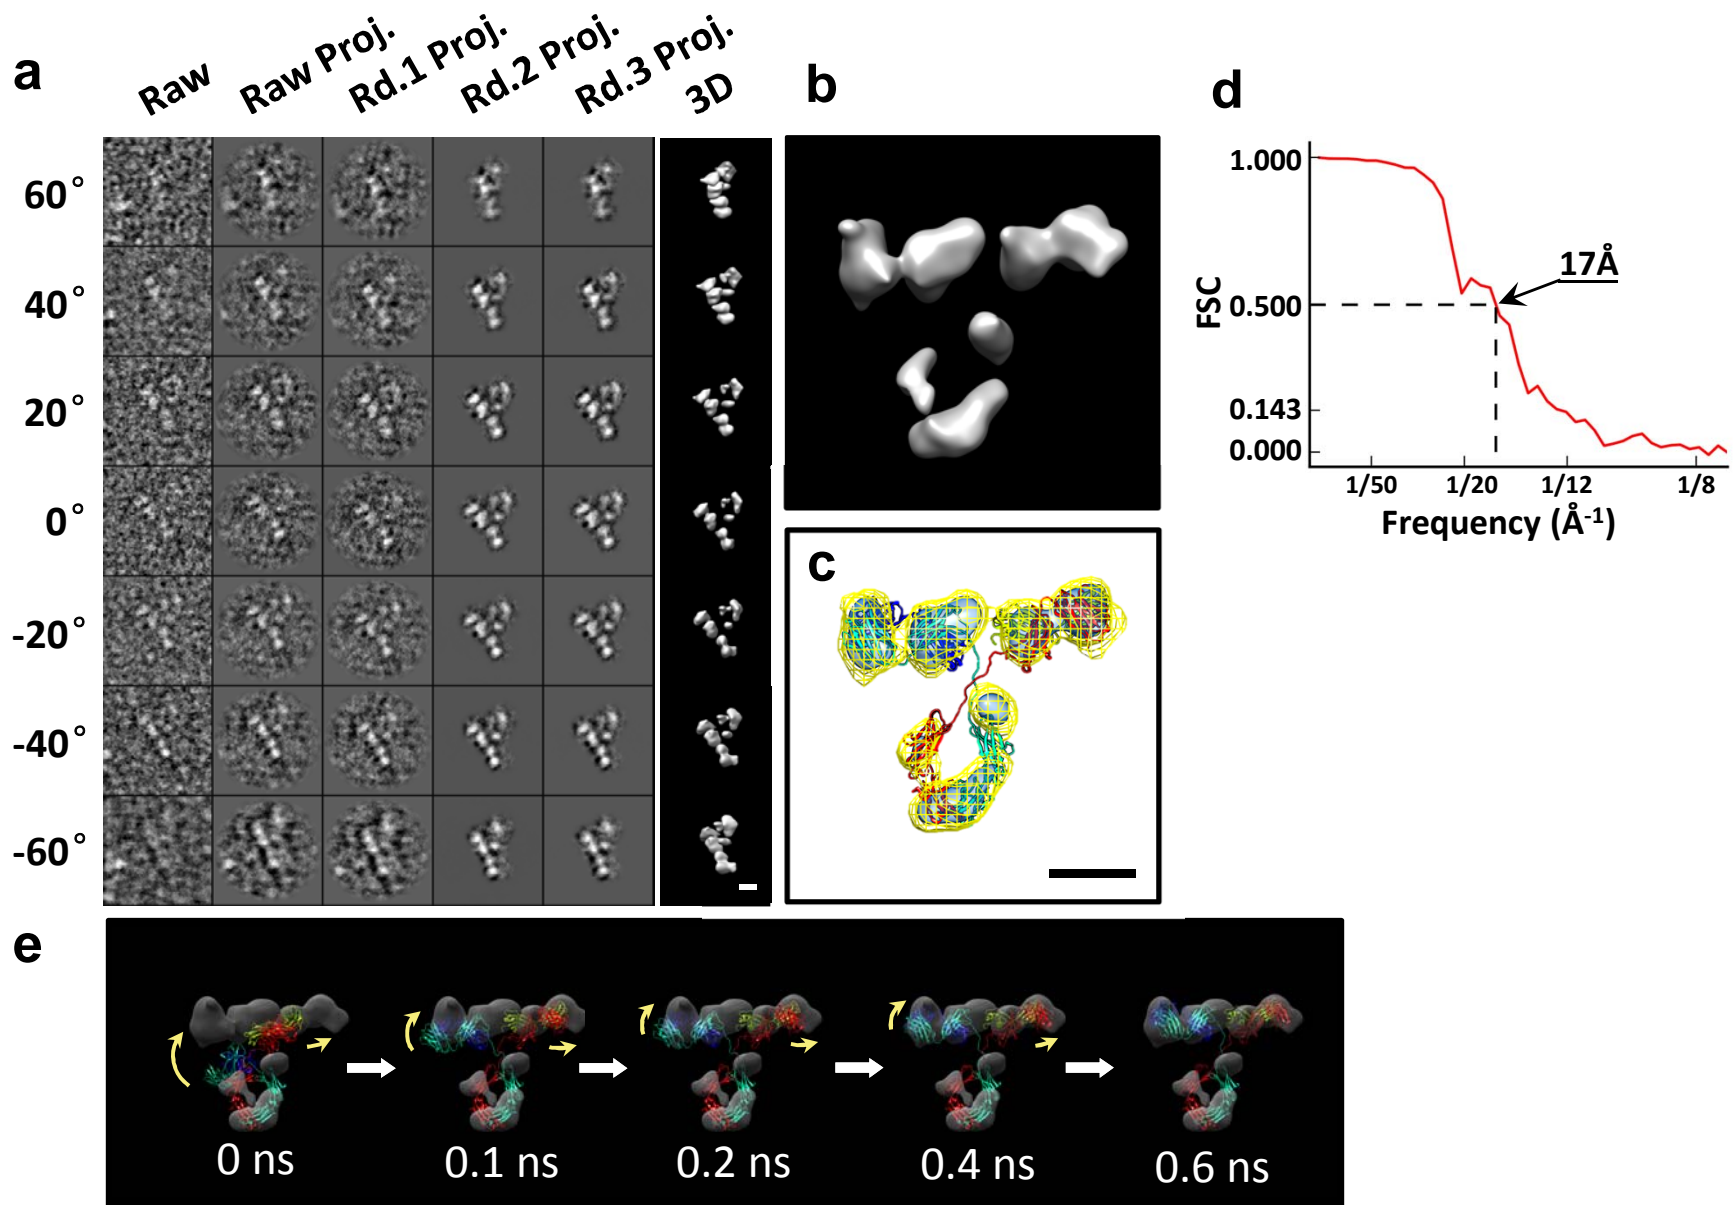 a
Raw
Raw Proj.
Rd.1 Proj.
Rd.2 Proj.
Rd.3 Proj.
3D
60°
40°
20°
0°
-20°
-40°
-60°
b
c
d
1.000
0.500
0.143
0.000
FSC
17Å
1/50 1/20 1/12 1/8
Frequency (Å-1)
e
0 ns 0.1 ns 0.2 ns 0.4 ns 0.6 ns